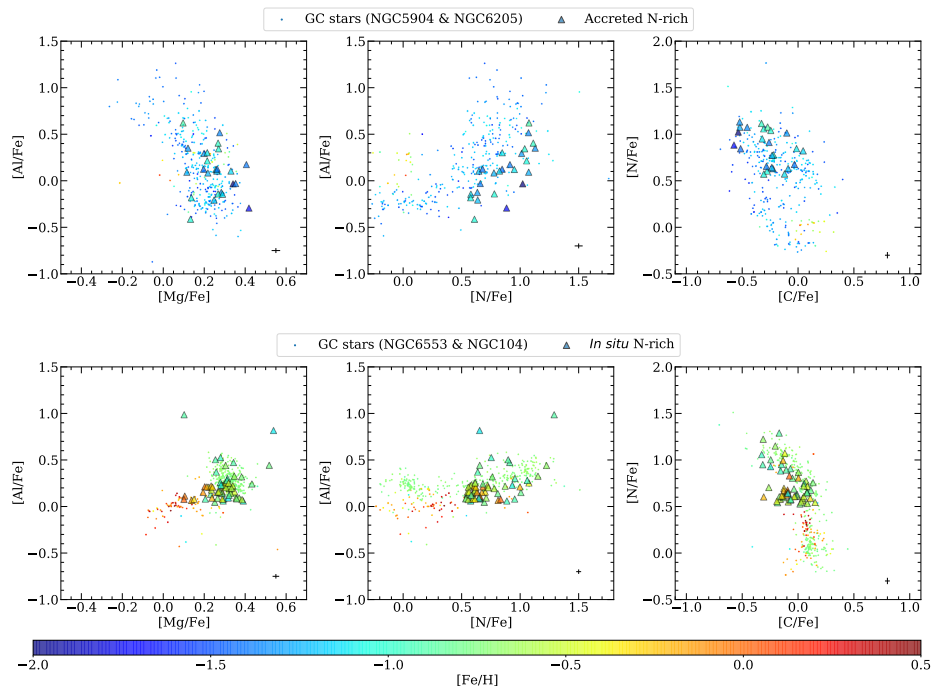 GC stars (NGC5904 & NGC6205) Accreted N-rich
1.5 1.5 2.0
1.0 1.0 1.5
0.5 0.5 1.0
0.0 0.0 0.5
−0.5 −0.5 0.0
−1.0 −1.0 −0.5
[Al/Fe] [Al/Fe] [N/Fe]
−0.4 −0.2 0.0 0.2 0.4 0.6 0.0 0.5 1.0 1.5 −1.0 −0.5 0.0 0.5 1.0
[Mg/Fe] [N/Fe] [C/Fe]
GC stars (NGC6553 & NGC104) In situ N-rich
1.5 1.5 2.0
1.0 1.0 1.5
0.5 0.5 1.0
0.0 0.0 0.5
−0.5 −0.5 0.0
−1.0 −1.0 −0.5
[Al/Fe] [Al/Fe] [N/Fe]
−0.4 −0.2 0.0 0.2 0.4 0.6 0.0 0.5 1.0 1.5 −1.0 −0.5 0.0 0.5 1.0
[Mg/Fe] [N/Fe] [C/Fe]
−2.0 −1.5 −1.0 −0.5 0.0 0.5
[Fe/H]